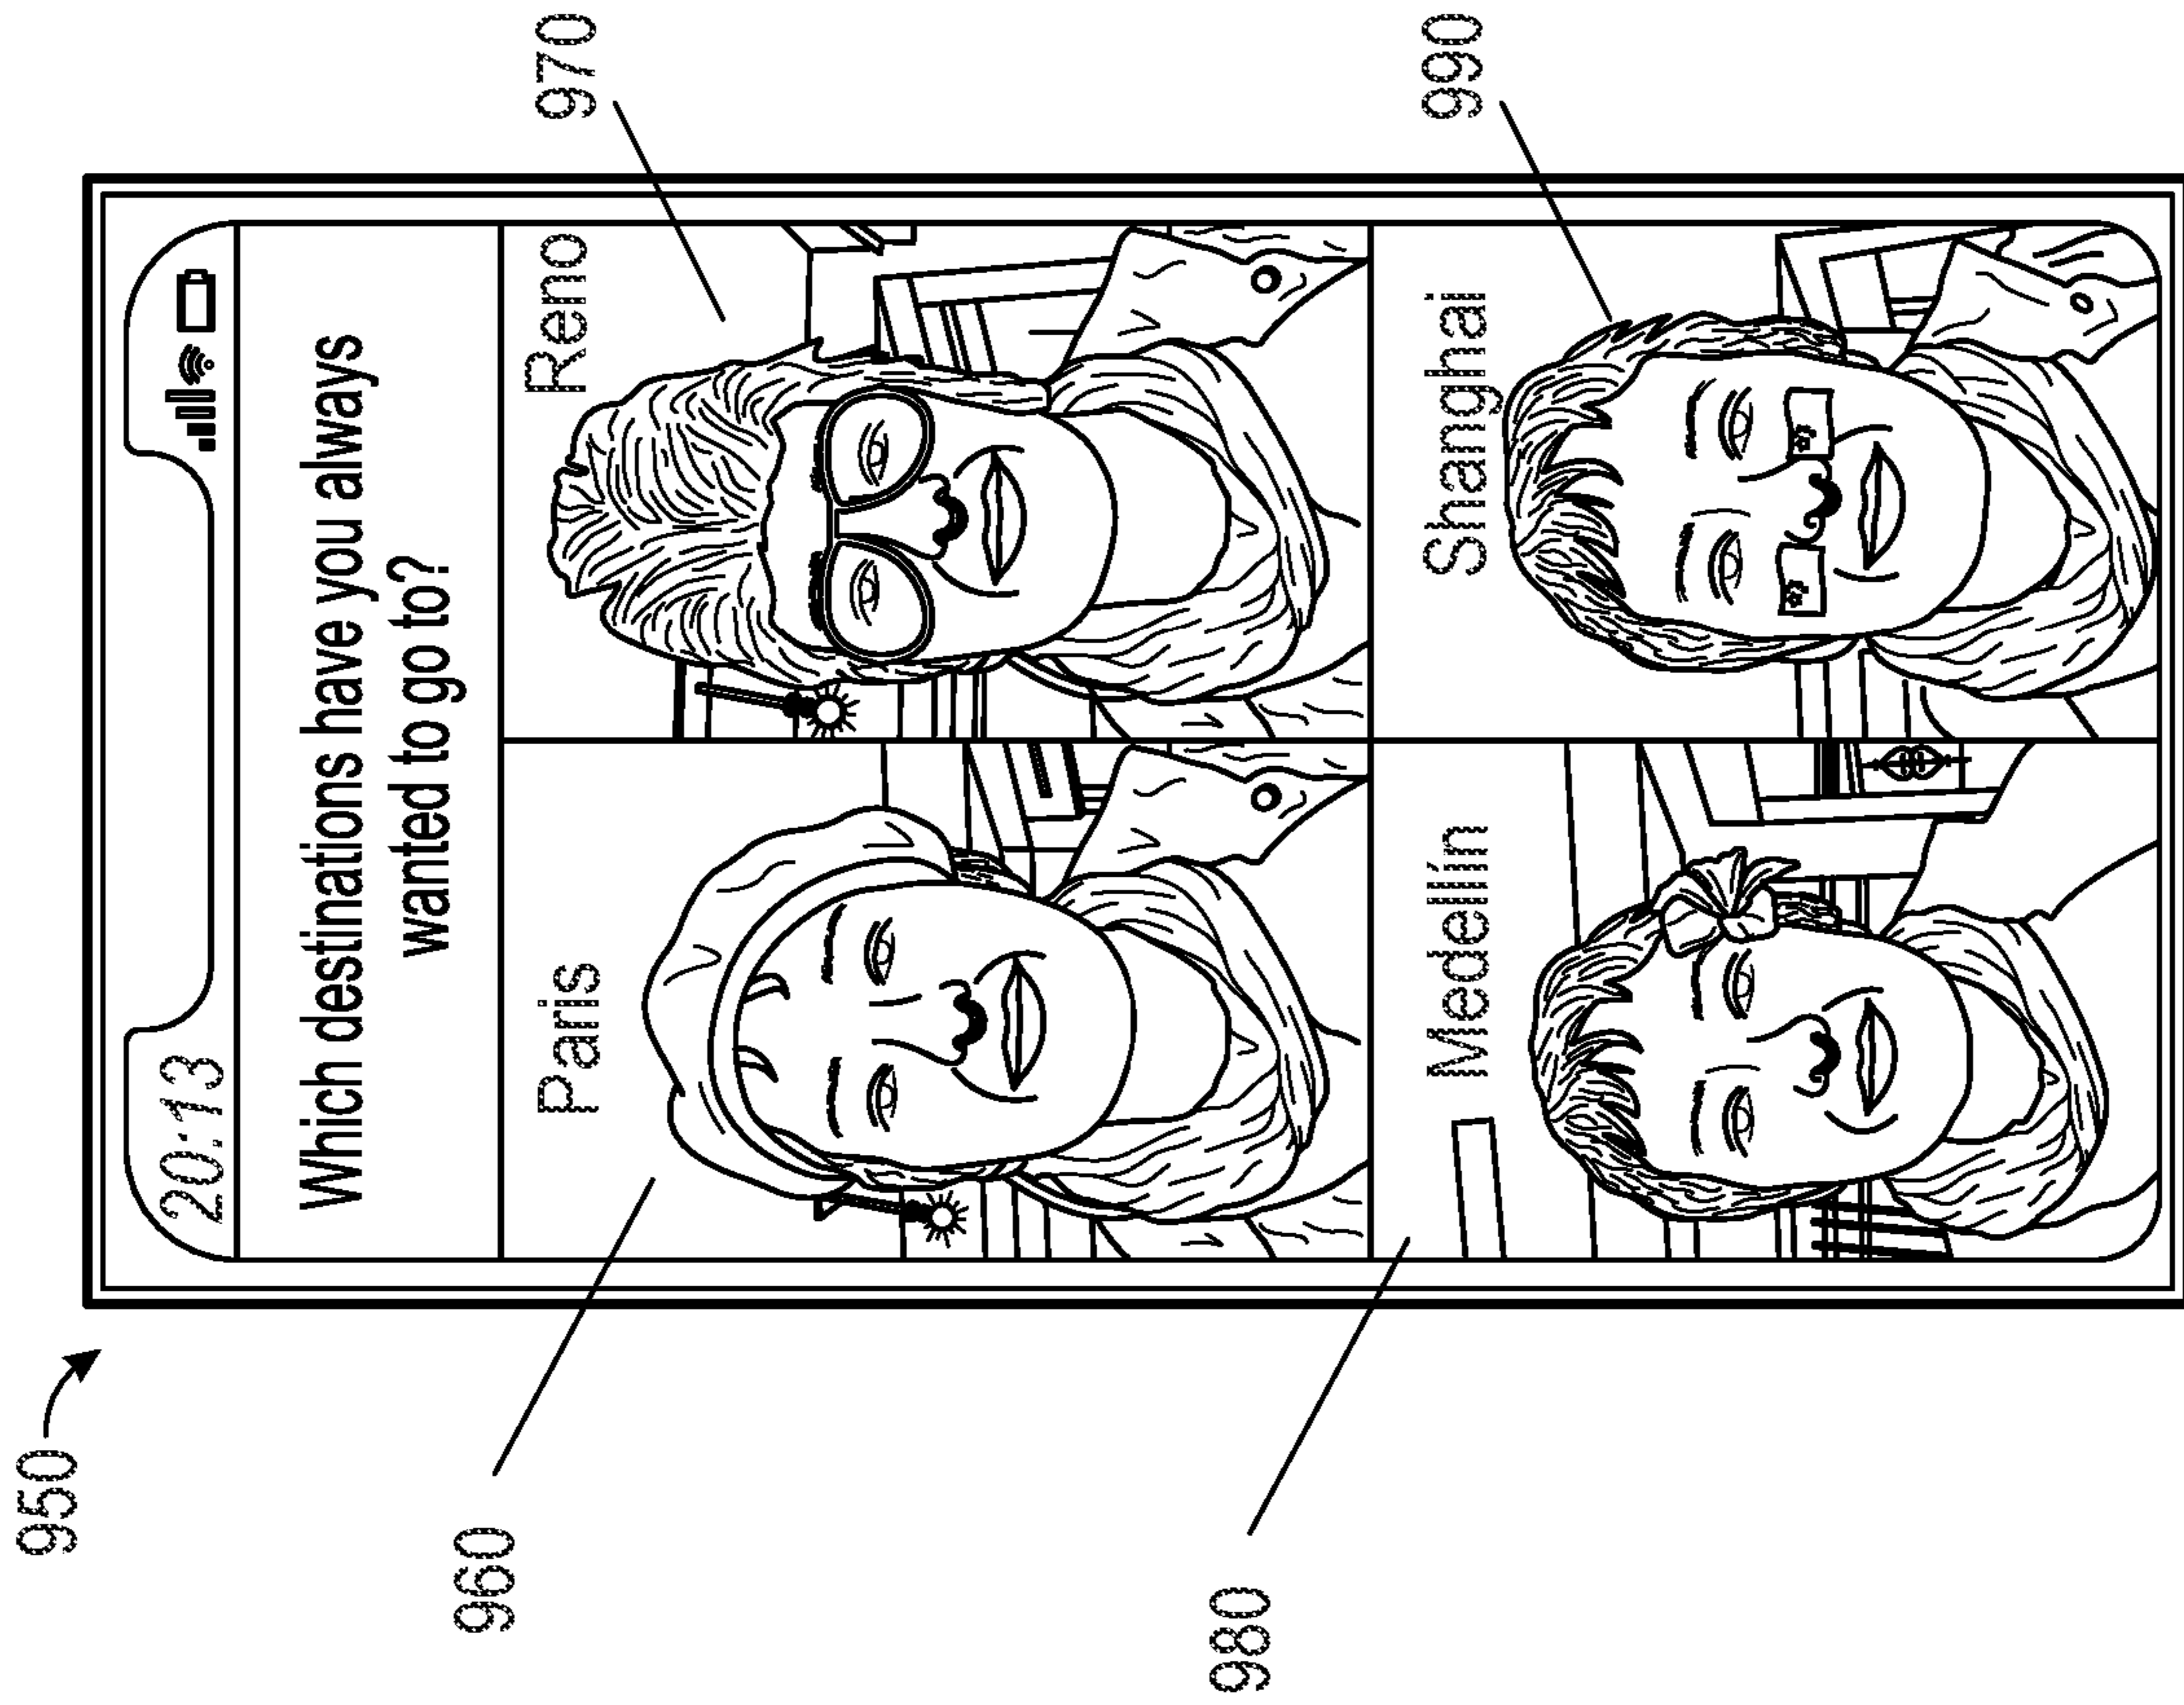 950
20:13
Which destinations have you always
wanted to go to?
960
Paris
Reno
970
980
Medellín
Shanghai
990